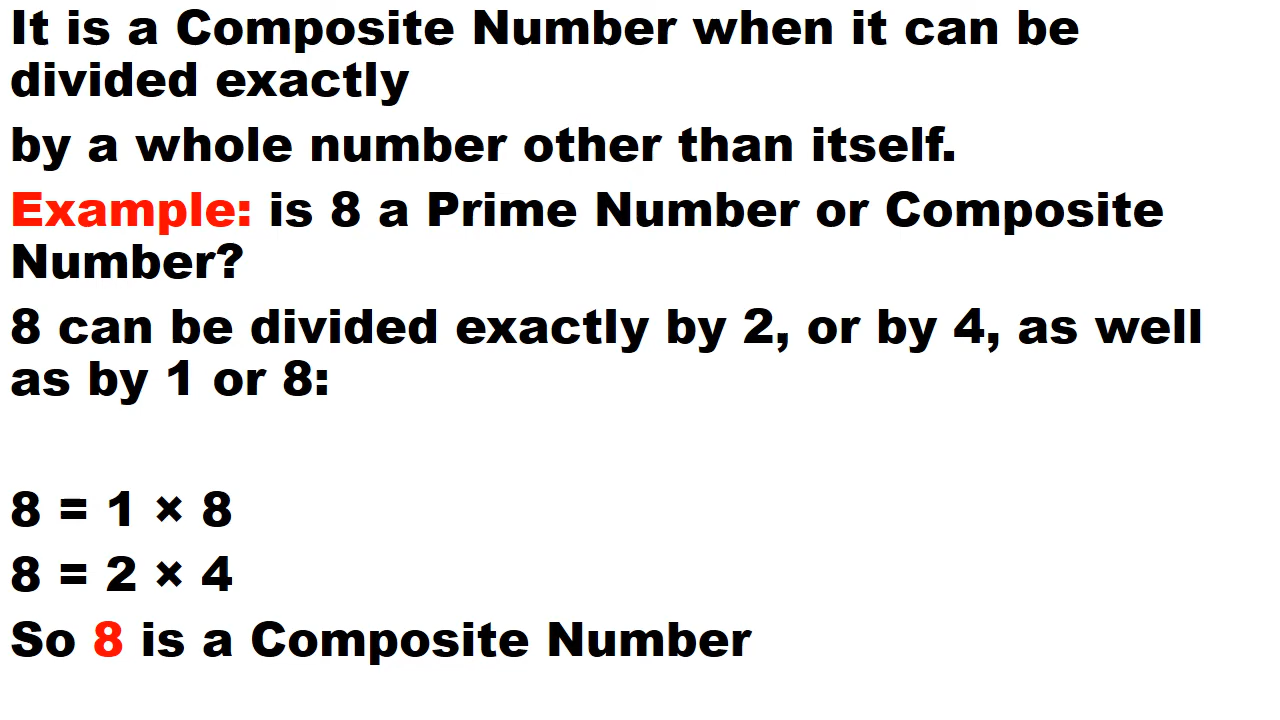 It is a Composite Number when it can be
divided exactly
by a whole number other than itself.
Example: is 8 a Prime Number or Composite
Number?
8 can be divided exactly by 2, or by 4, as well
as by 1 or 8:
8 = 1 × 8
8 = 2 × 4
So 8 is a Composite Number